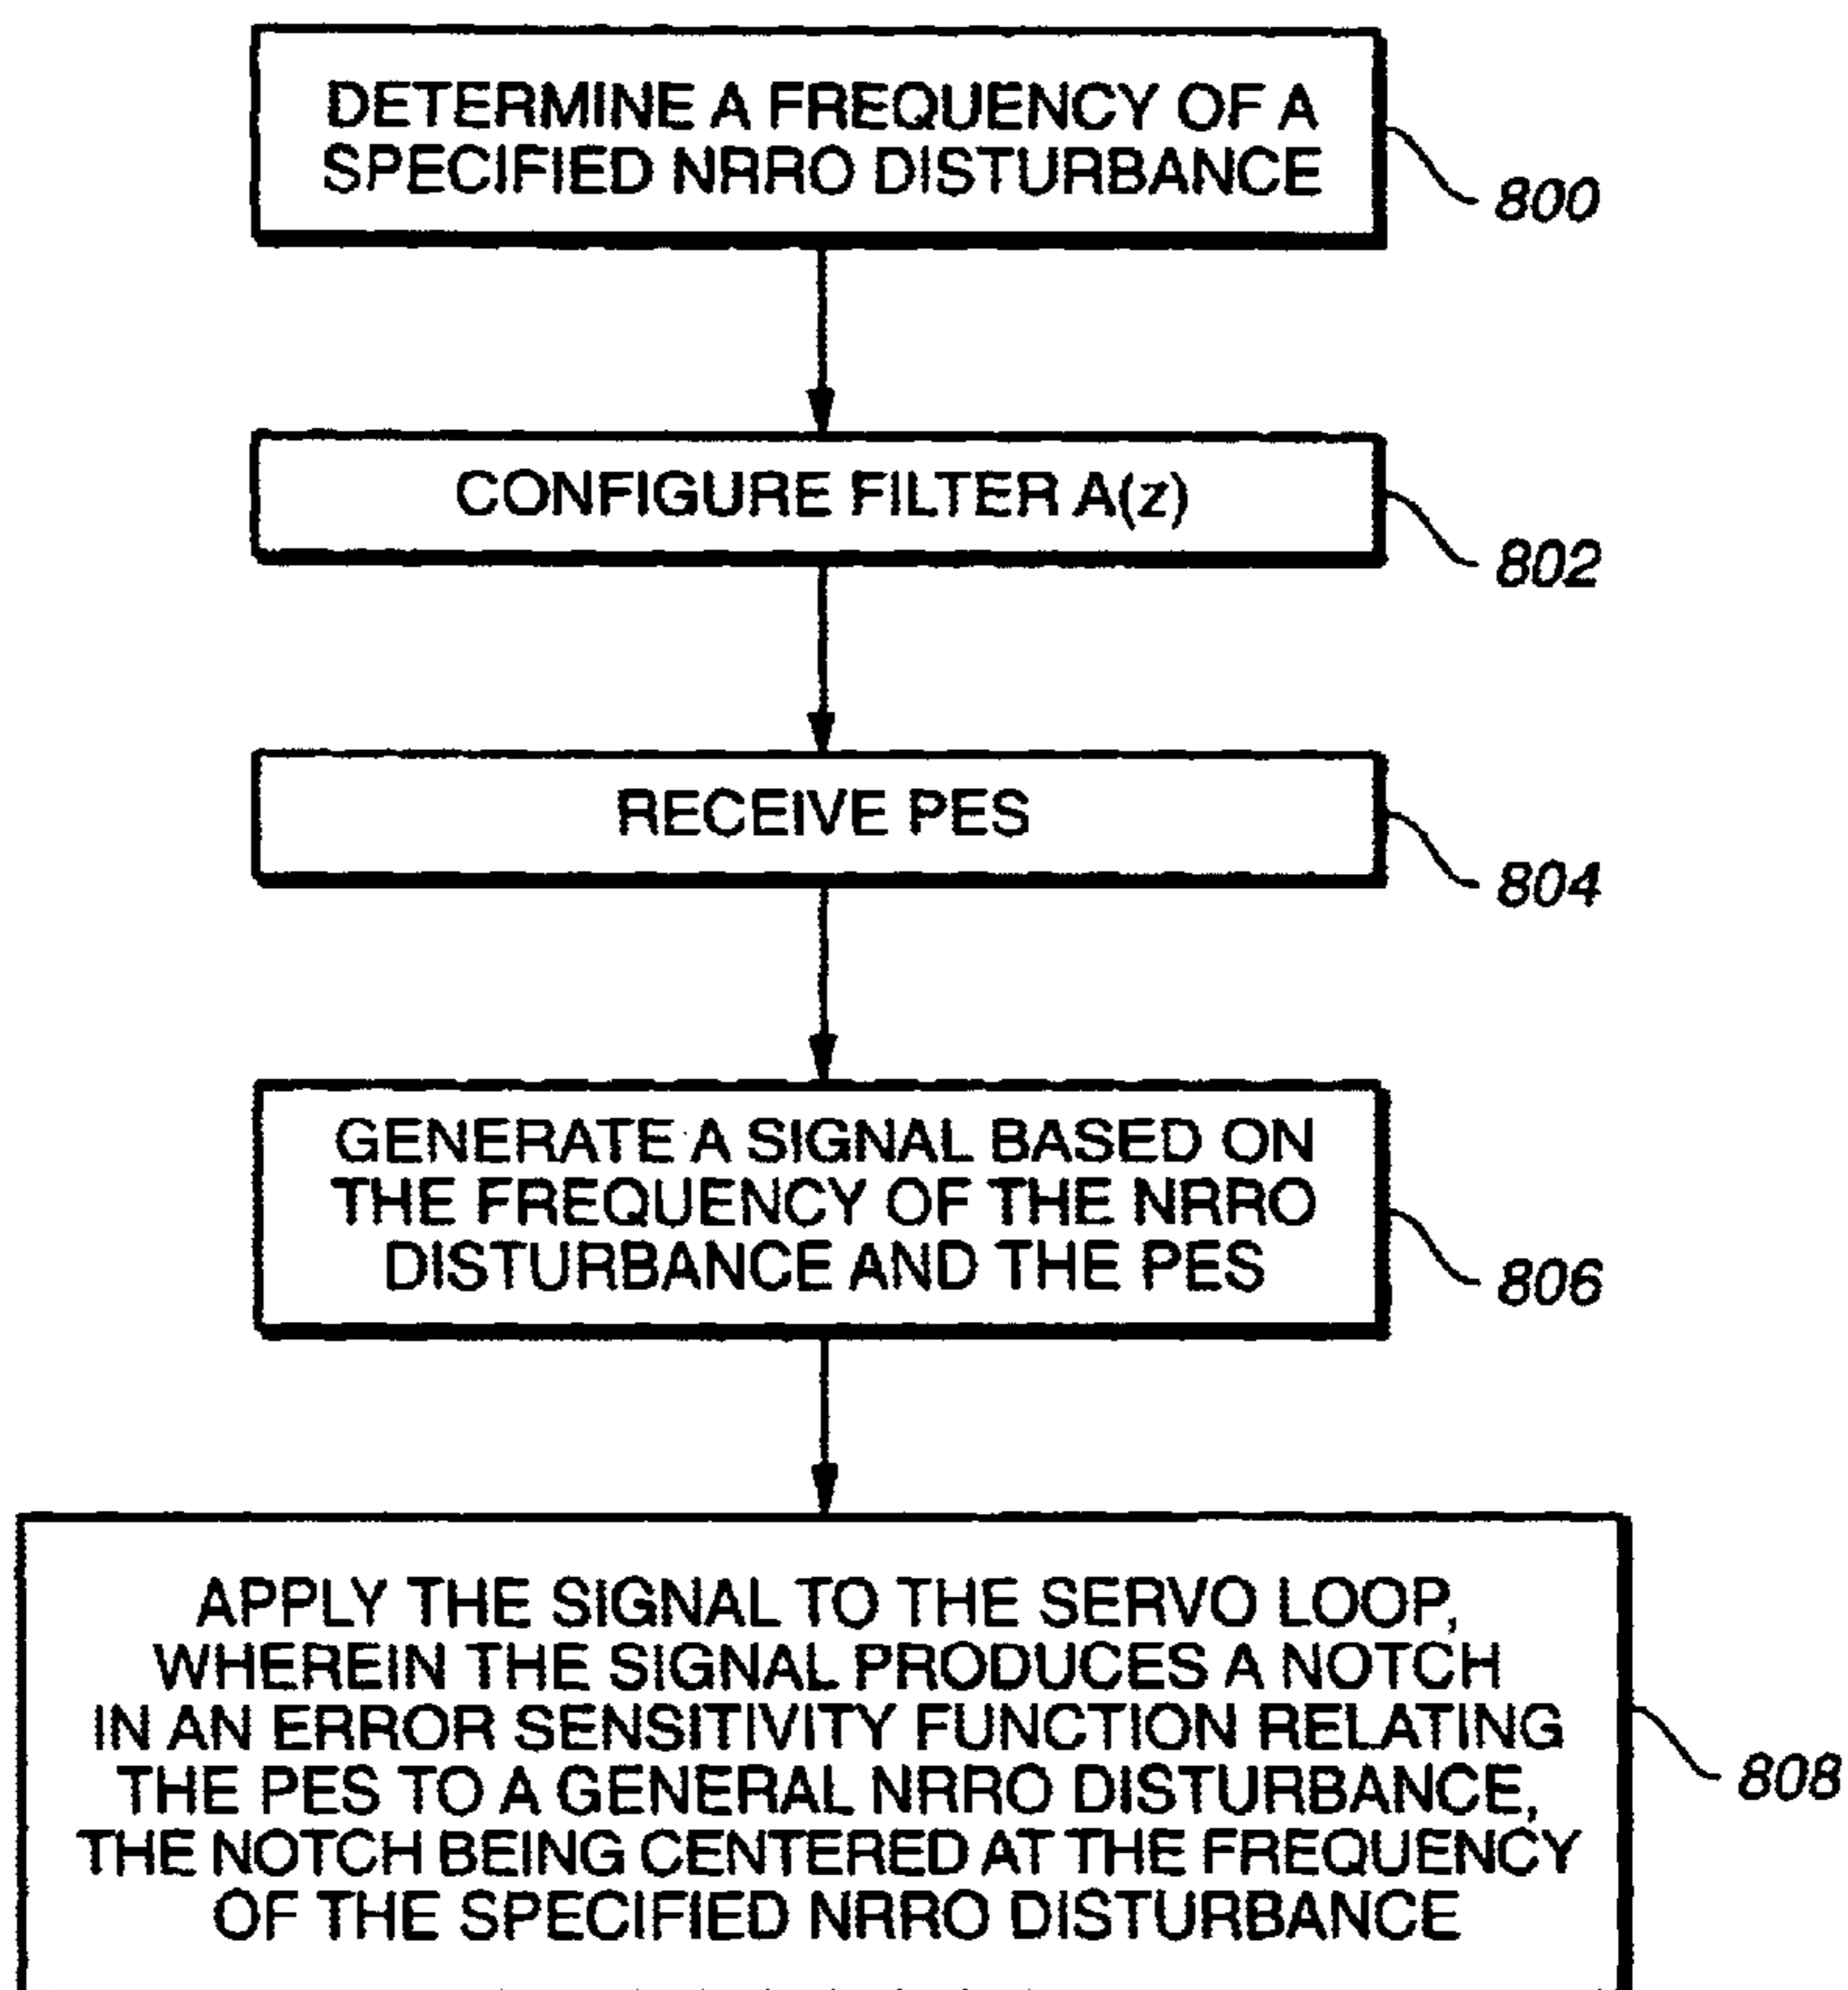 DETERMINE A FREQUENCY OF A
SPECIFIED NRRO DISTURBANCE
800
CONFIGURE FILTER A(z)
802
RECEIVE PES
804
GENERATE A SIGNAL BASED ON
THE FREQUENCY OF THE NRRO
DISTURBANCE AND THE PES
806
APPLY THE SIGNAL TO THE SERVO LOOP,
WHEREIN THE SIGNAL PRODUCES A NOTCH
IN AN ERROR SENSITIVITY FUNCTION RELATING
THE PES TO A GENERAL NRRO DISTURBANCE,
THE NOTCH BEING CENTERED AT THE FREQUENCY
OF THE SPECIFIED NRRO DISTURBANCE
808